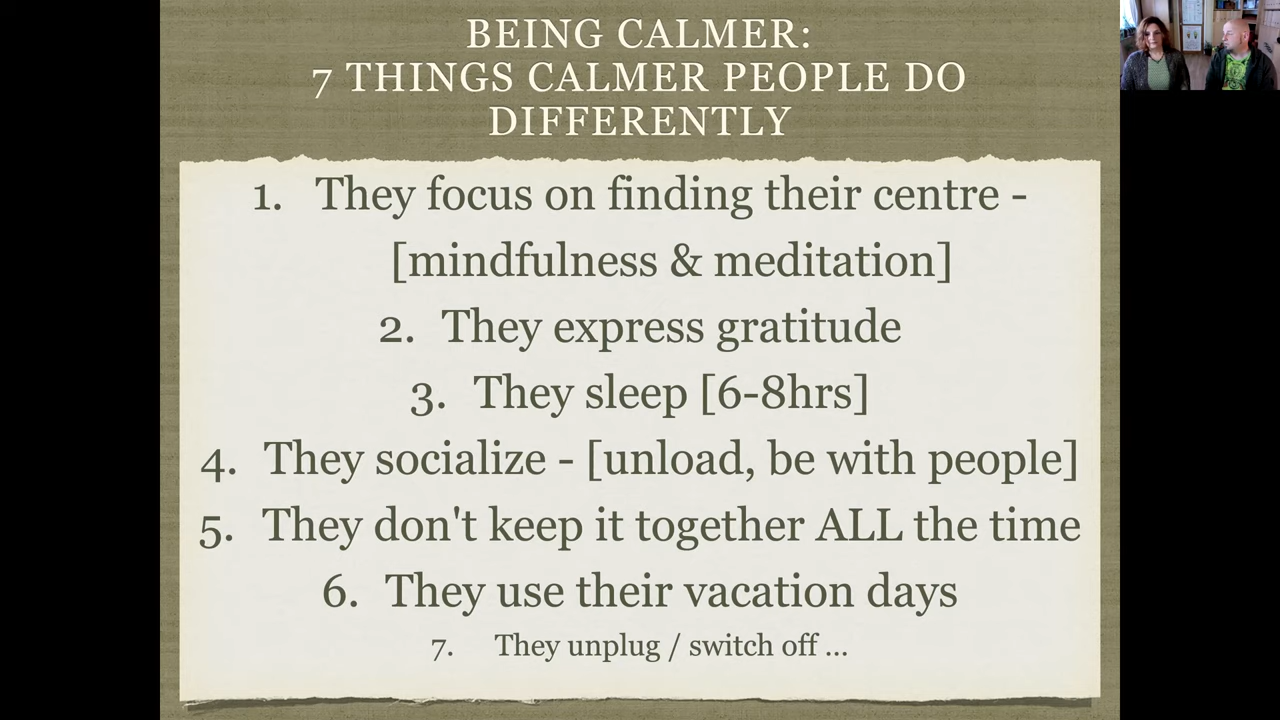 BEING CALMER:
7 THINGS CALMER PEOPLE DO
DIFFERENTLY
1. They focus on finding their centre -
[mindfulness & meditation]
2. They express gratitude
3. They sleep [6-8hrs]
4. They socialize - [unload, be with people]
5. They don't keep it together ALL the time
6. They use their vacation days
7. They unplug / switch off ...